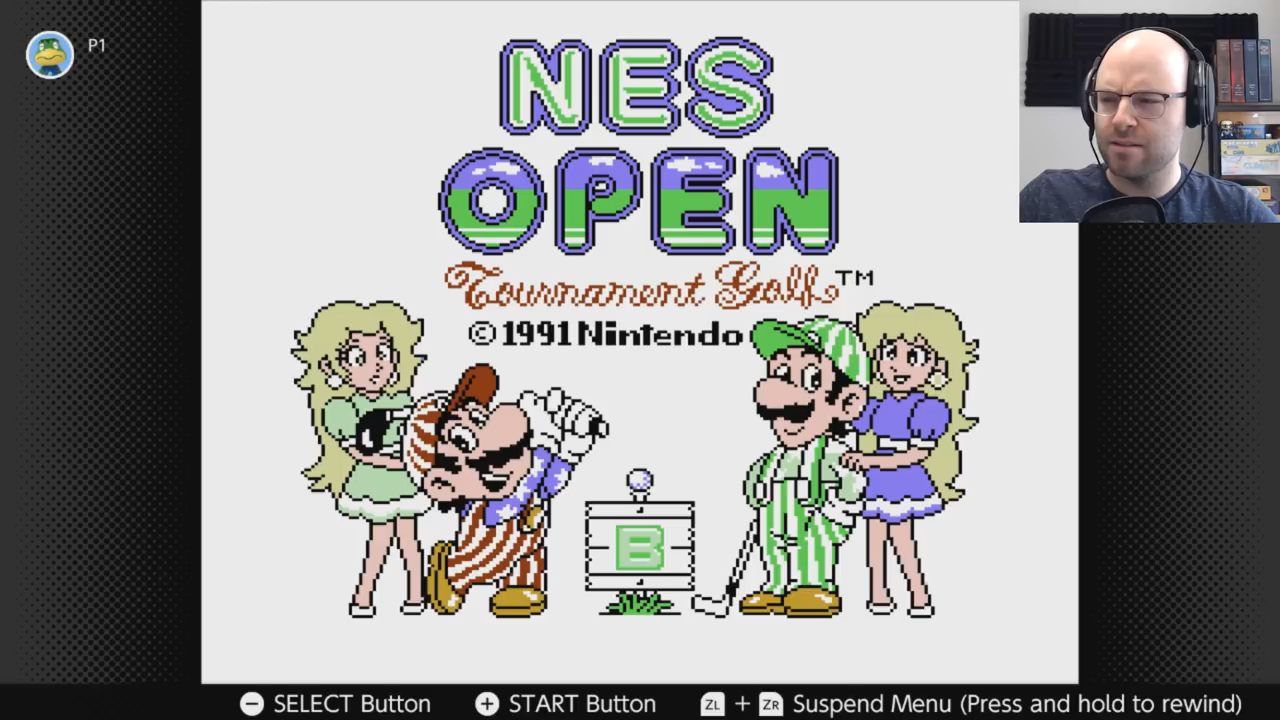 P1
NES
OPEN
Tournament Golf™
©1991 Nintendo
B
− SELECT Button + START Button ZL + ZR Suspend Menu (Press and hold to rewind)